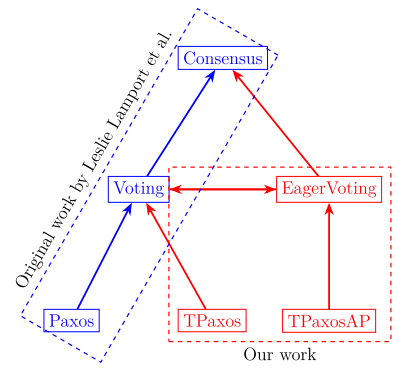 Consensus
Original work by Leslie Lamport et al.
Voting
EagerVoting
Paxos
TPaxos
TPaxosAP
Our work